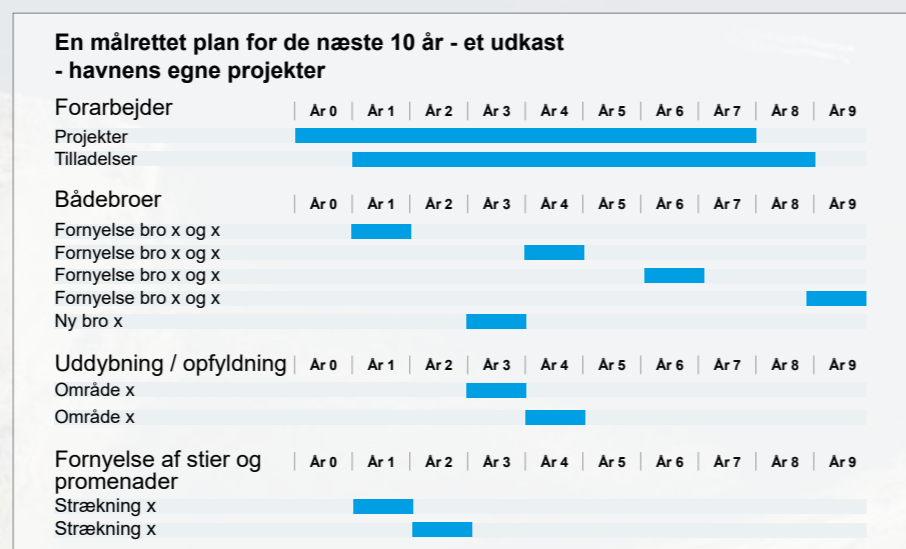 En målrettet plan for de næste 10 år - et udkast
- havnens egne projekter
Forarbejder | År 0 | År 1 | År 2 | År 3 | År 4 | År 5 | År 6 | År 7 | År 8 | År 9
Projekter
Tilladelser
Bådebroer | År 0 | År 1 | År 2 | År 3 | År 4 | År 5 | År 6 | År 7 | År 8 | År 9
Fornyelse bro x og x
Fornyelse bro x og x
Fornyelse bro x og x
Fornyelse bro x og x
Ny bro x
Uddybning / opfyldning | År 0 | År 1 | År 2 | År 3 | År 4 | År 5 | År 6 | År 7 | År 8 | År 9
Område x
Område x
Fornyelse af stier og | År 0 | År 1 | År 2 | År 3 | År 4 | År 5 | År 6 | År 7 | År 8 | År 9
promenader
Strækning x
Strækning x